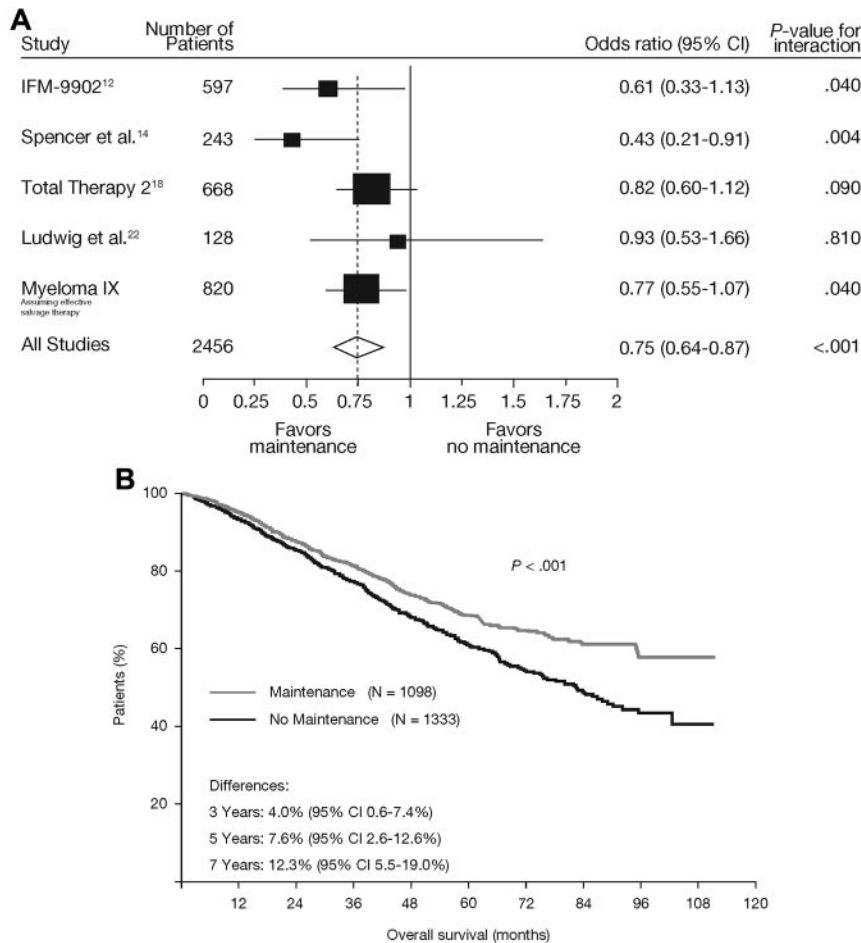 A
Study Number of Patients Odds ratio (95% CI) P-value for interaction
IFM-9902¹² 597 0.61 (0.33-1.13) .040
Spencer et al.¹⁴ 243 0.43 (0.21-0.91) .004
Total Therapy 2¹⁸ 668 0.82 (0.60-1.12) .090
Ludwig et al.²² 128 0.93 (0.53-1.66) .810
Myeloma IX 820 0.77 (0.55-1.07) .040
Assuming effective
salvage therapy
All Studies 2456 0.75 (0.64-0.87) <.001
0 0.25 0.5 0.75 1 1.25 1.5 1.75 2
Favors maintenance Favors no maintenance
B
100
80
60
40
20
Patients (%)
P < .001
Maintenance (N = 1098)
No Maintenance (N = 1333)
Differences:
3 Years: 4.0% (95% CI 0.6-7.4%)
5 Years: 7.6% (95% CI 2.6-12.6%)
7 Years: 12.3% (95% CI 5.5-19.0%)
12 24 36 48 60 72 84 96 108 120
Overall survival (months)